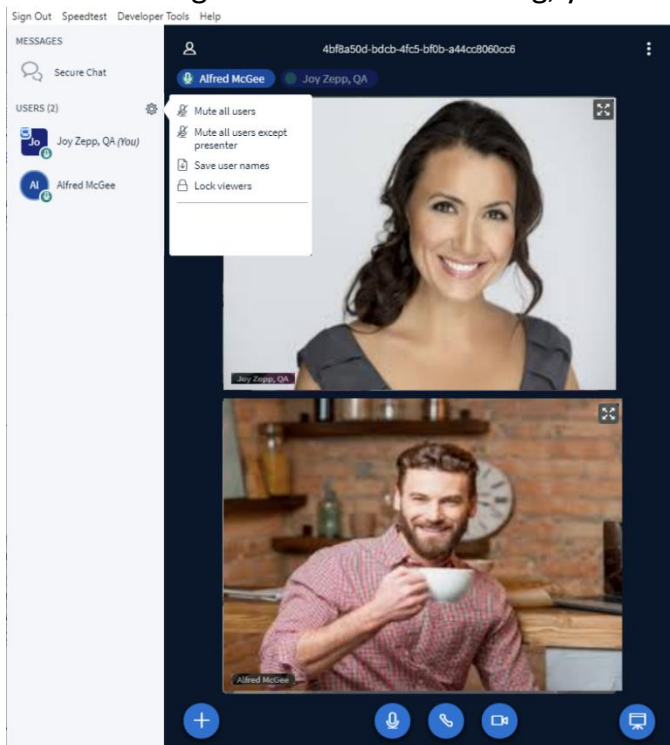 Sign Out Speedtest Developer Tools Help
MESSAGES
Secure Chat
USERS (2)
Jo
Joy Zepp, QA (You)
Al
Alfred McGee
4bf8a50d-bdcb-4fc5-bf0b-a44cc8060cc6
Alfred McGee
Joy Zepp, QA
Mute all users
Mute all users except
presenter
Save user names
Lock viewers
Joy Zepp, QA
Alfred McGee